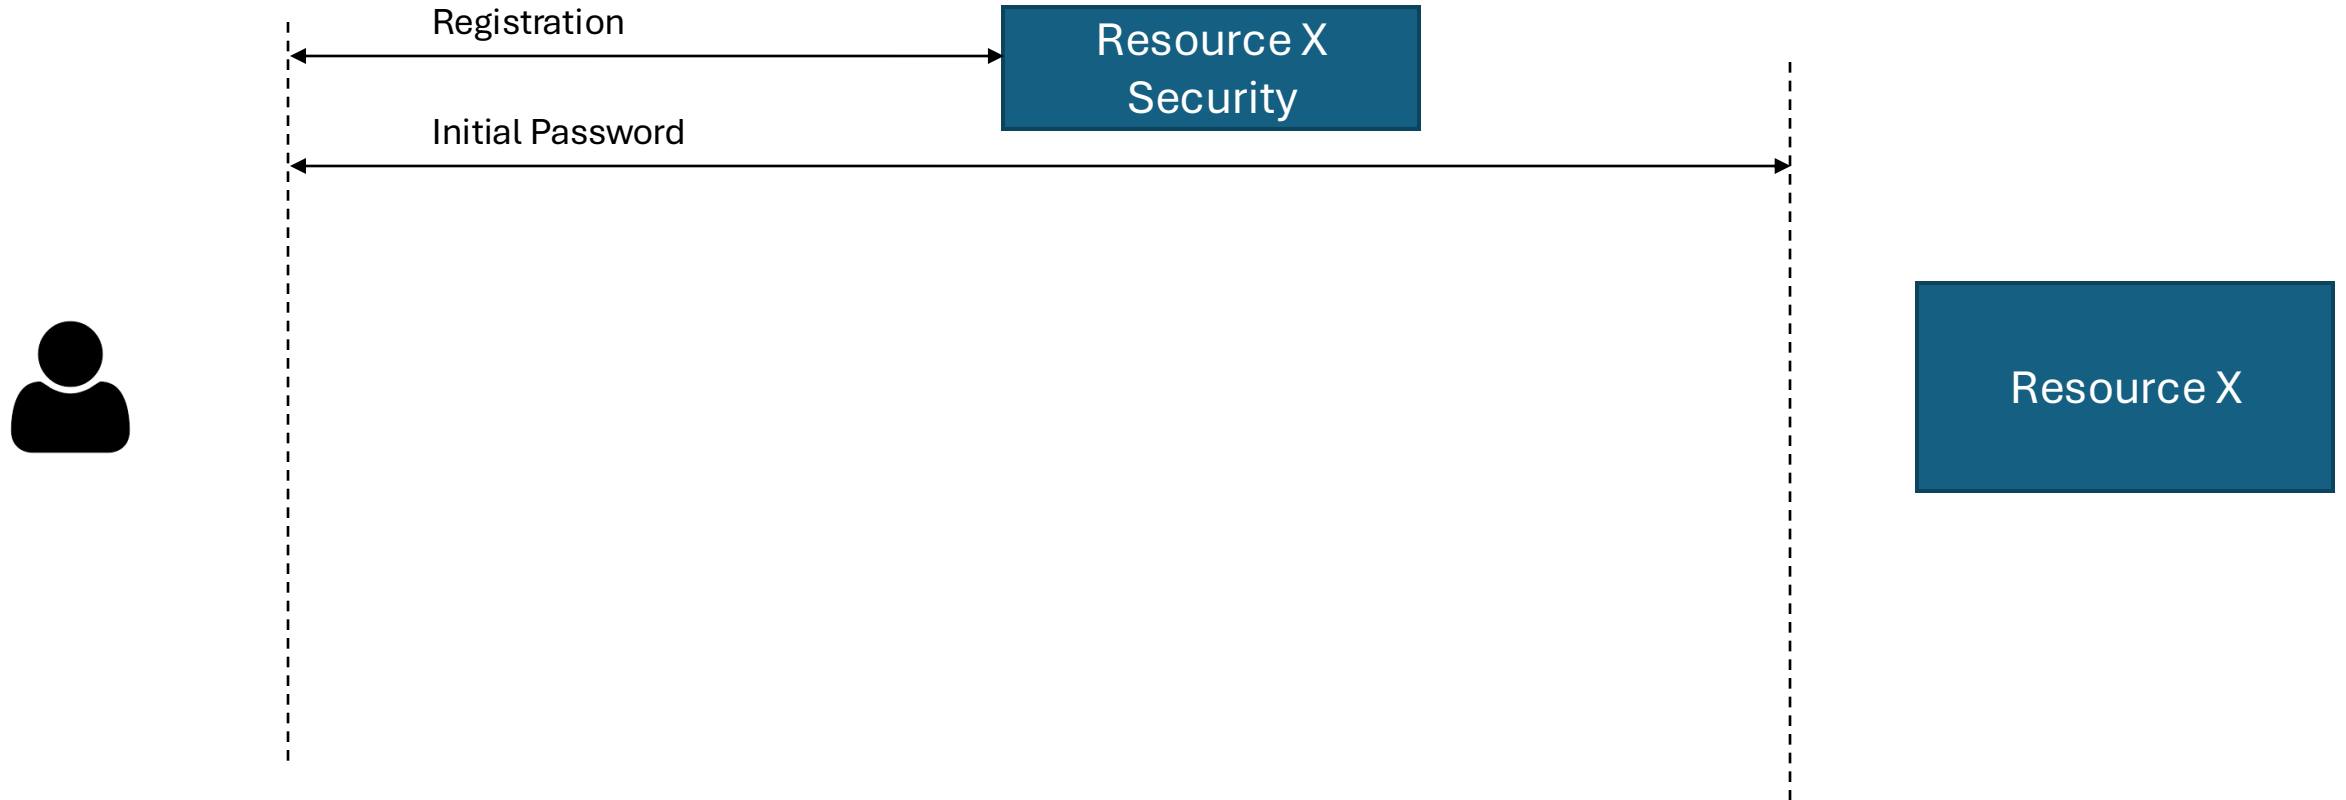 Registration
Resource X
Security
Initial Password
Resource X